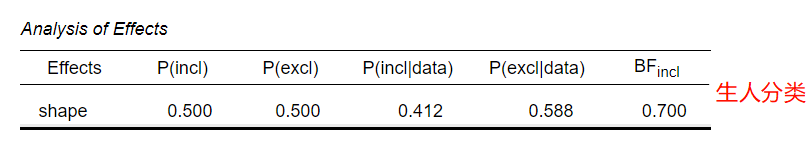 Analysis of Effects
Effects P(incl) P(excl) P(incl|data) P(excl|data) BFincl
shape 0.500 0.500 0.412 0.588 0.700
生人分类